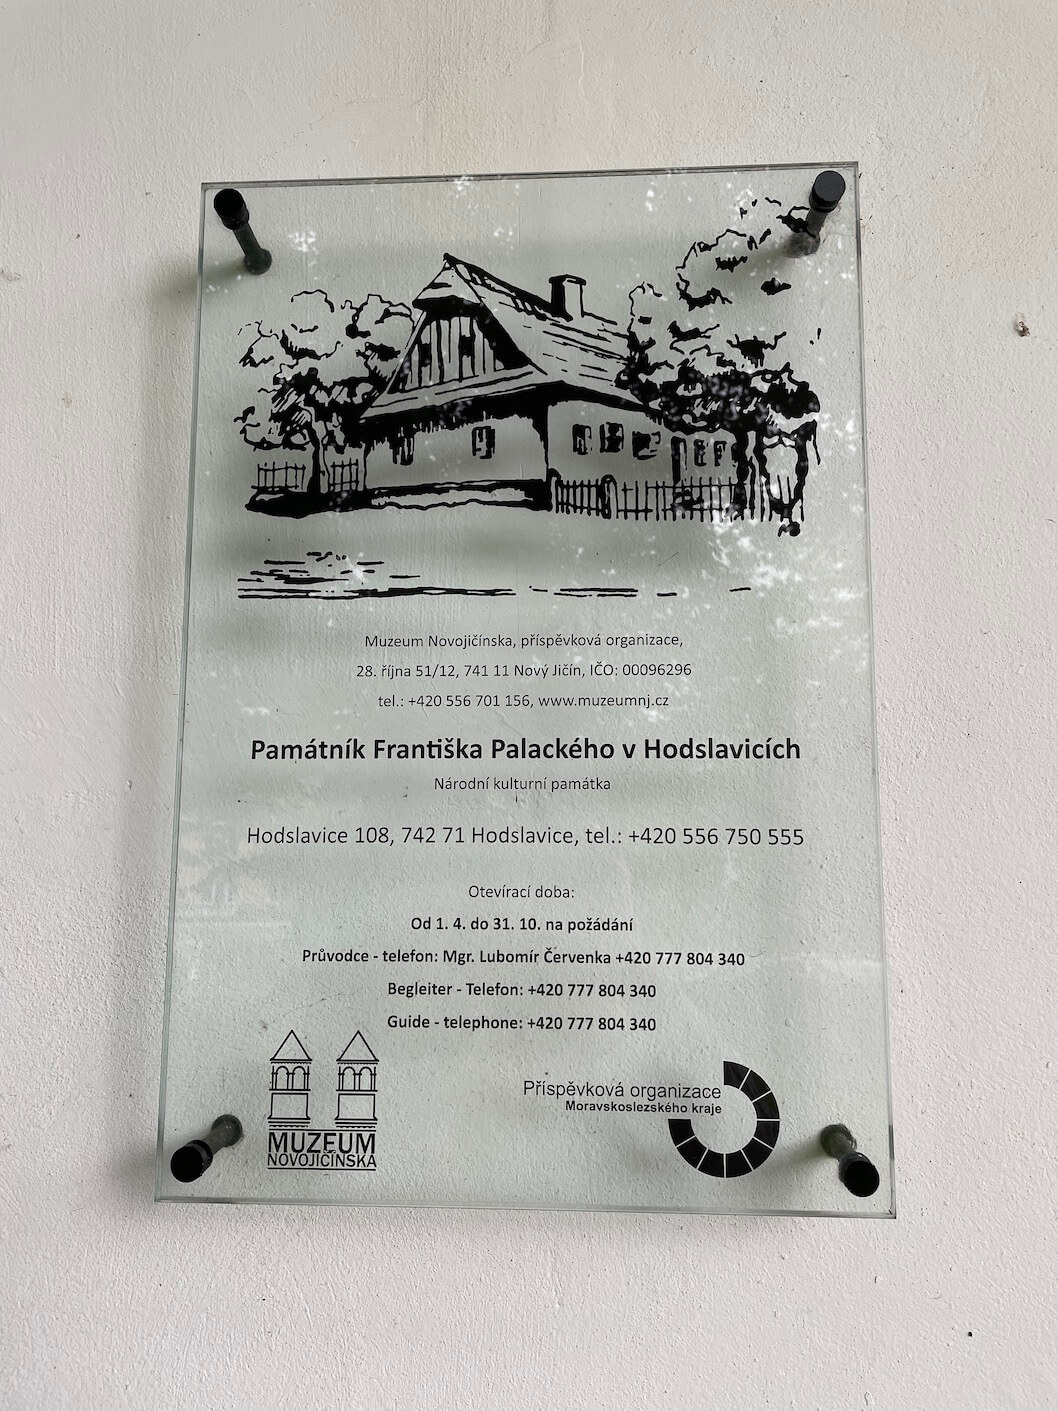 Muzeum Novojičínska, příspěvková organizace,
28. října 51/12, 741 11 Nový Jičín, IČO: 00096296
tel.: +420 556 701 156, www.muzeumnj.cz
Památník Františka Palackého v Hodslavicích
Národní kulturní památka
Hodslavice 108, 742 71 Hodslavice, tel.: +420 556 750 555
Otevírací doba:
Od 1. 4. do 31. 10. na požádání
Průvodce - telefon: Mgr. Lubomír Červenka +420 777 804 340
Begleiter - Telefon: +420 777 804 340
Guide - telephone: +420 777 804 340
MUZEUM
NOVOJIČÍNSKA
Příspěvková organizace
Moravskoslezského kraje